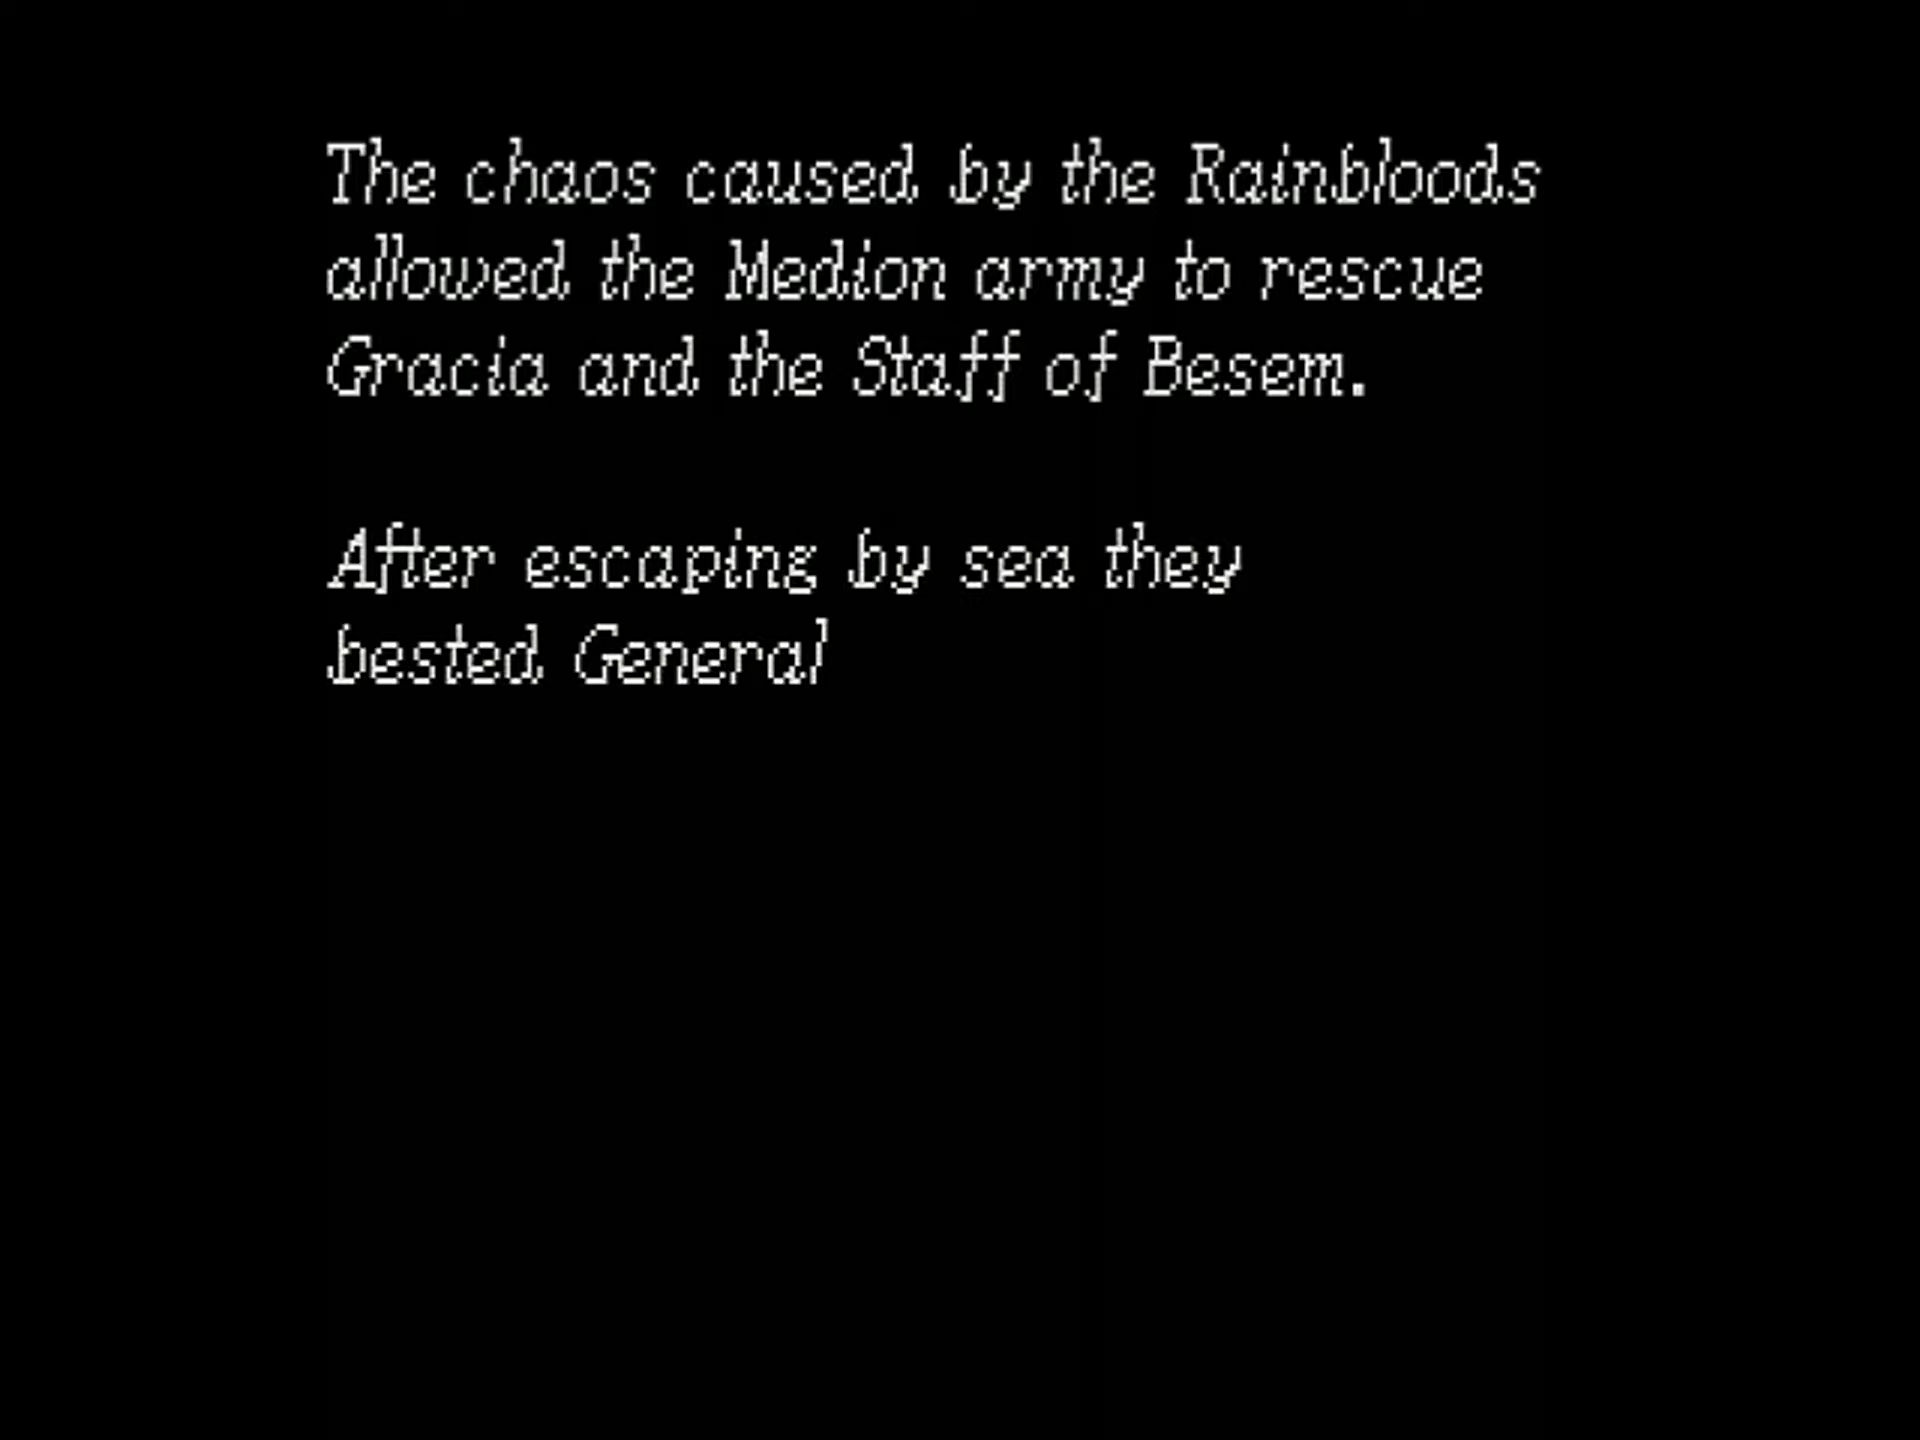 The chaos caused by the Rainbloods
allowed the Medion army to rescue
Gracia and the Staff of Besem.
After escaping by sea they
bested General